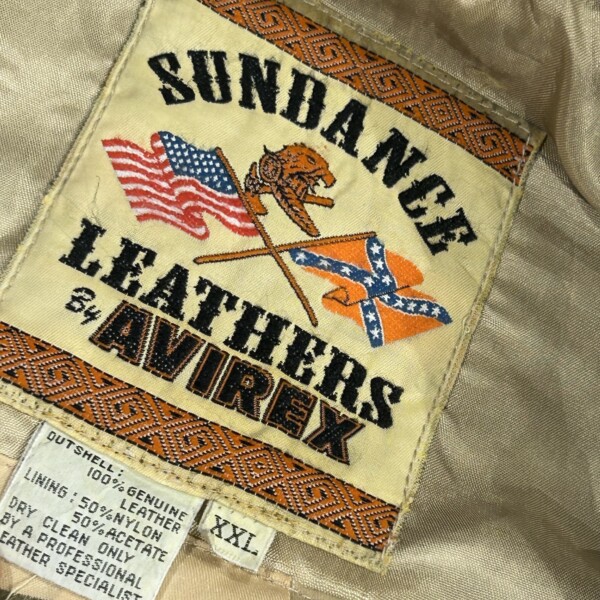 SUNDANCE
LEATHERS
By AVIREX
OUTSHELL:
100% GENUINE
LEATHER
LINING: 50% NYLON
50% ACETATE
DRY CLEAN ONLY
BY A PROFESSIONAL
LEATHER SPECIALIST
XXL